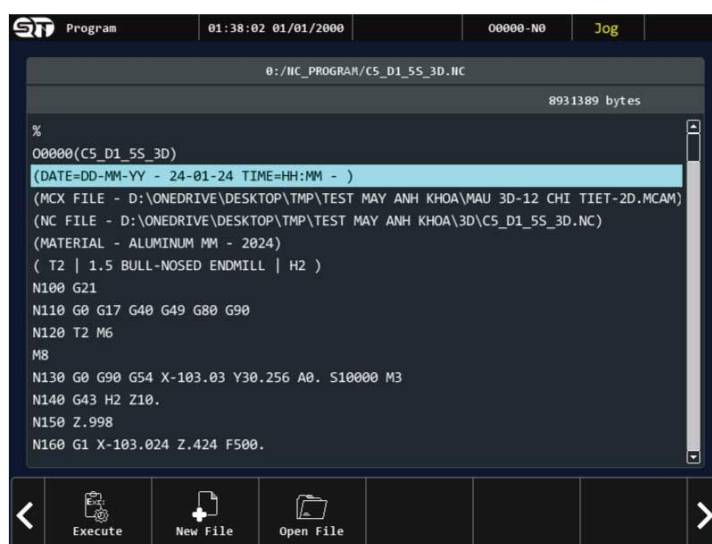 ST Program 01:38:02 01/01/2000 O0000-N0 Jog
0:/NC_PROGRAM/C5_D1_5S_3D.NC
8931389 bytes
%
O0000(C5_D1_5S_3D)
(DATE=DD-MM-YY - 24-01-24 TIME=HH:MM - )
(MCX FILE - D:\ONEDRIVE\DESKTOP\TMP\TEST MAY ANH KHOA\MAU 3D-12 CHI TIET-2D.MCAM)
(NC FILE - D:\ONEDRIVE\DESKTOP\TMP\TEST MAY ANH KHOA\3D\C5_D1_5S_3D.NC)
(MATERIAL - ALUMINUM MM - 2024)
( T2 | 1.5 BULL-NOSED ENDMILL | H2 )
N100 G21
N110 G0 G17 G40 G49 G80 G90
N120 T2 M6
M8
N130 G0 G90 G54 X-103.03 Y30.256 A0. S10000 M3
N140 G43 H2 Z10.
N150 Z.998
N160 G1 X-103.024 Z.424 F500.
Execute New File Open File